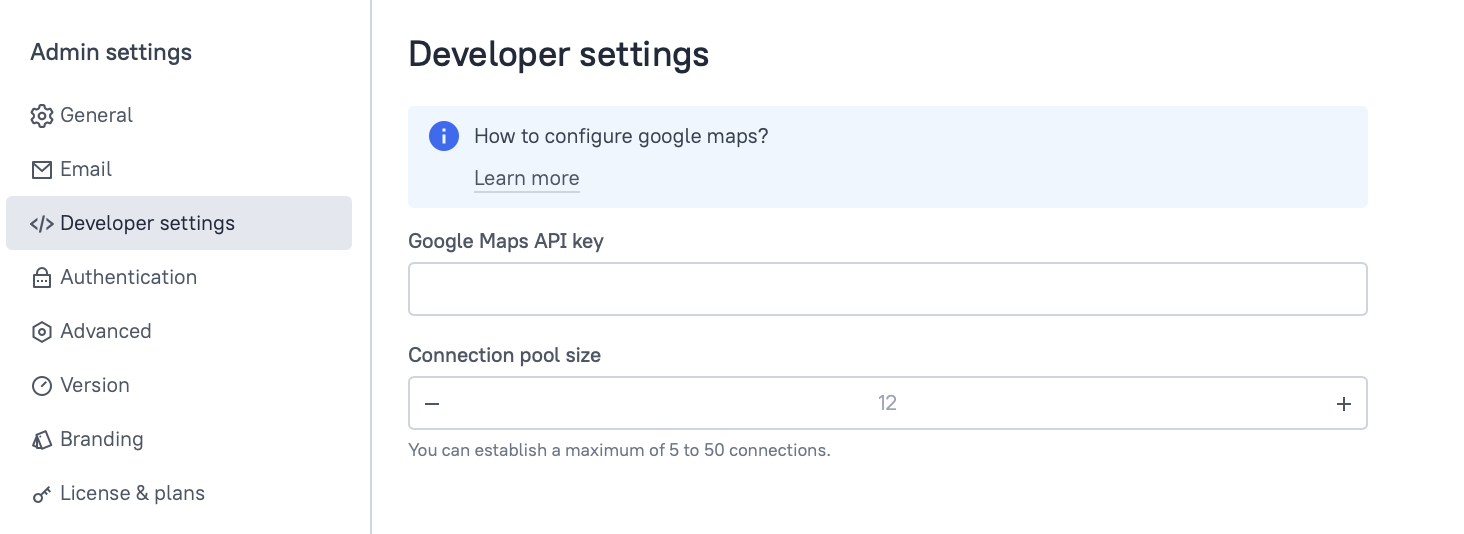 Admin settings
General
Email
Developer settings
Authentication
Advanced
Version
Branding
License & plans
Developer settings
How to configure google maps?
Learn more
Google Maps API key
Connection pool size
12
You can establish a maximum of 5 to 50 connections.